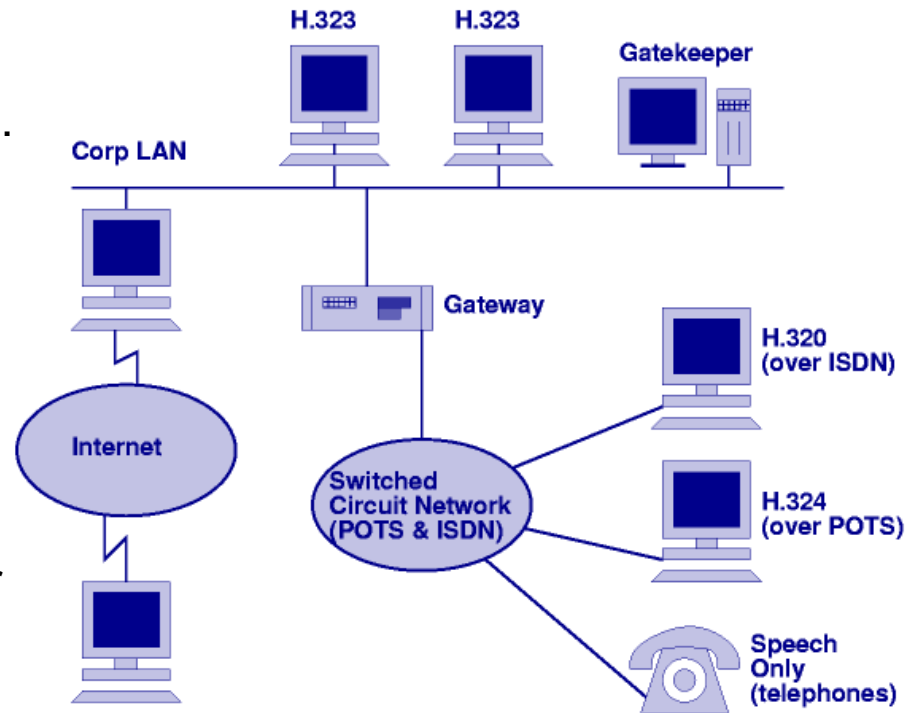 H.323
H.323
Gatekeeper
Corp LAN
Gateway
H.320
(over ISDN)
Internet
Switched
Circuit Network
(POTS & ISDN)
H.324
(over POTS)
Speech
Only
(telephones)